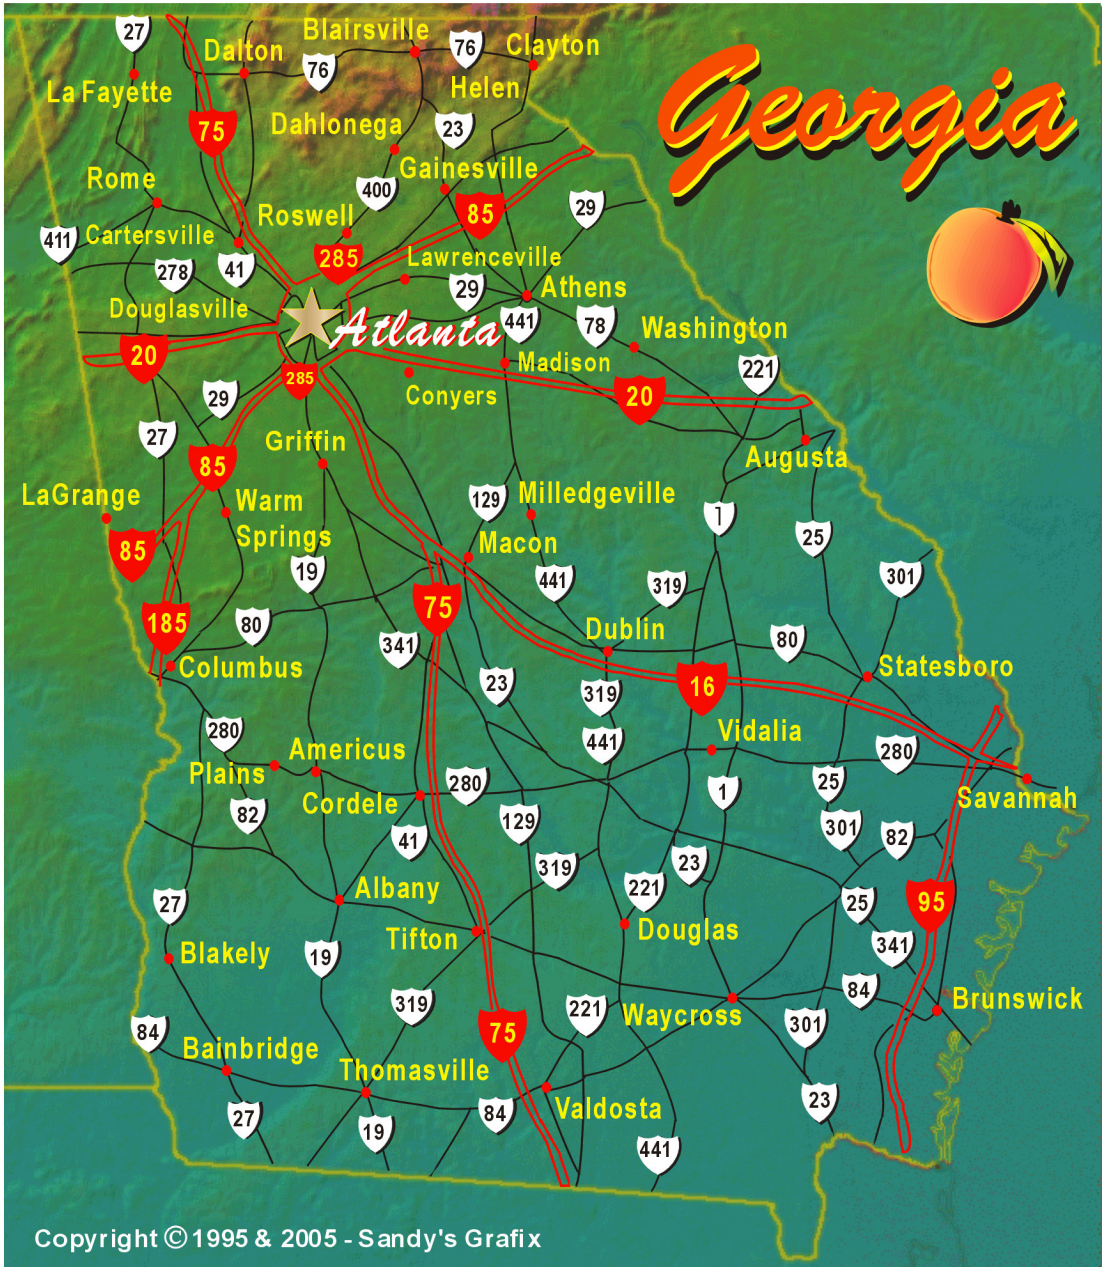 27
Blairsville
76
Clayton
Dalton
76
Helen
La Fayette
75
Dahlonega
23
Gainesville
Rome
400
85
29
Roswell
411
Cartersville
285
278
41
Lawrenceville
29
Athens
Douglasville
Atlanta
441
78
Washington
20
Madison
221
285
Conyers
20
29
27
Griffin
85
Augusta
LaGrange
Warm
Springs
129
Milledgeville
1
25
85
Macon
19
441
319
301
75
185
80
341
Dublin
80
Columbus
Statesboro
23
319
16
280
Americus
441
Vidalia
280
Plains
Cordele
280
1
25
Savannah
82
41
129
301
82
319
23
Albany
221
27
25
95
Tifton
Douglas
341
Blakely
19
84
Brunswick
319
221
Waycross
301
84
75
Bainbridge
Thomasville
23
27
84
Valdosta
19
441
Georgia
Copyright © 1995 & 2005 - Sandy's Grafix